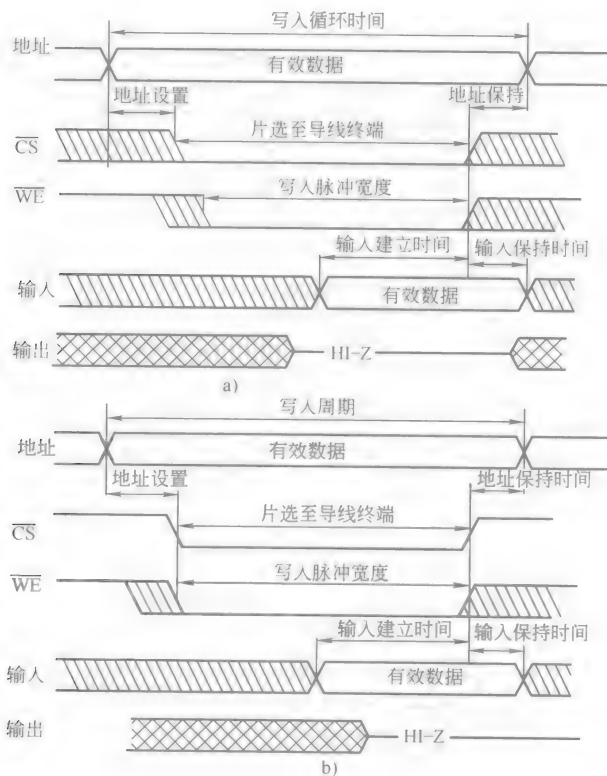 写入循环时间
地址
有效数据
地址设置
地址保持
CS
片选至导线终端
WE
写入脉冲宽度
输入建立时间
输入保持时间
输入
有效数据
输出
HI-Z
a)
写入周期
地址
有效数据
地址设置
地址保持时间
CS
片选至导线终端
WE
写入脉冲宽度
输入建立时间
输入保持时间
输入
有效数据
输出
HI-Z
b)